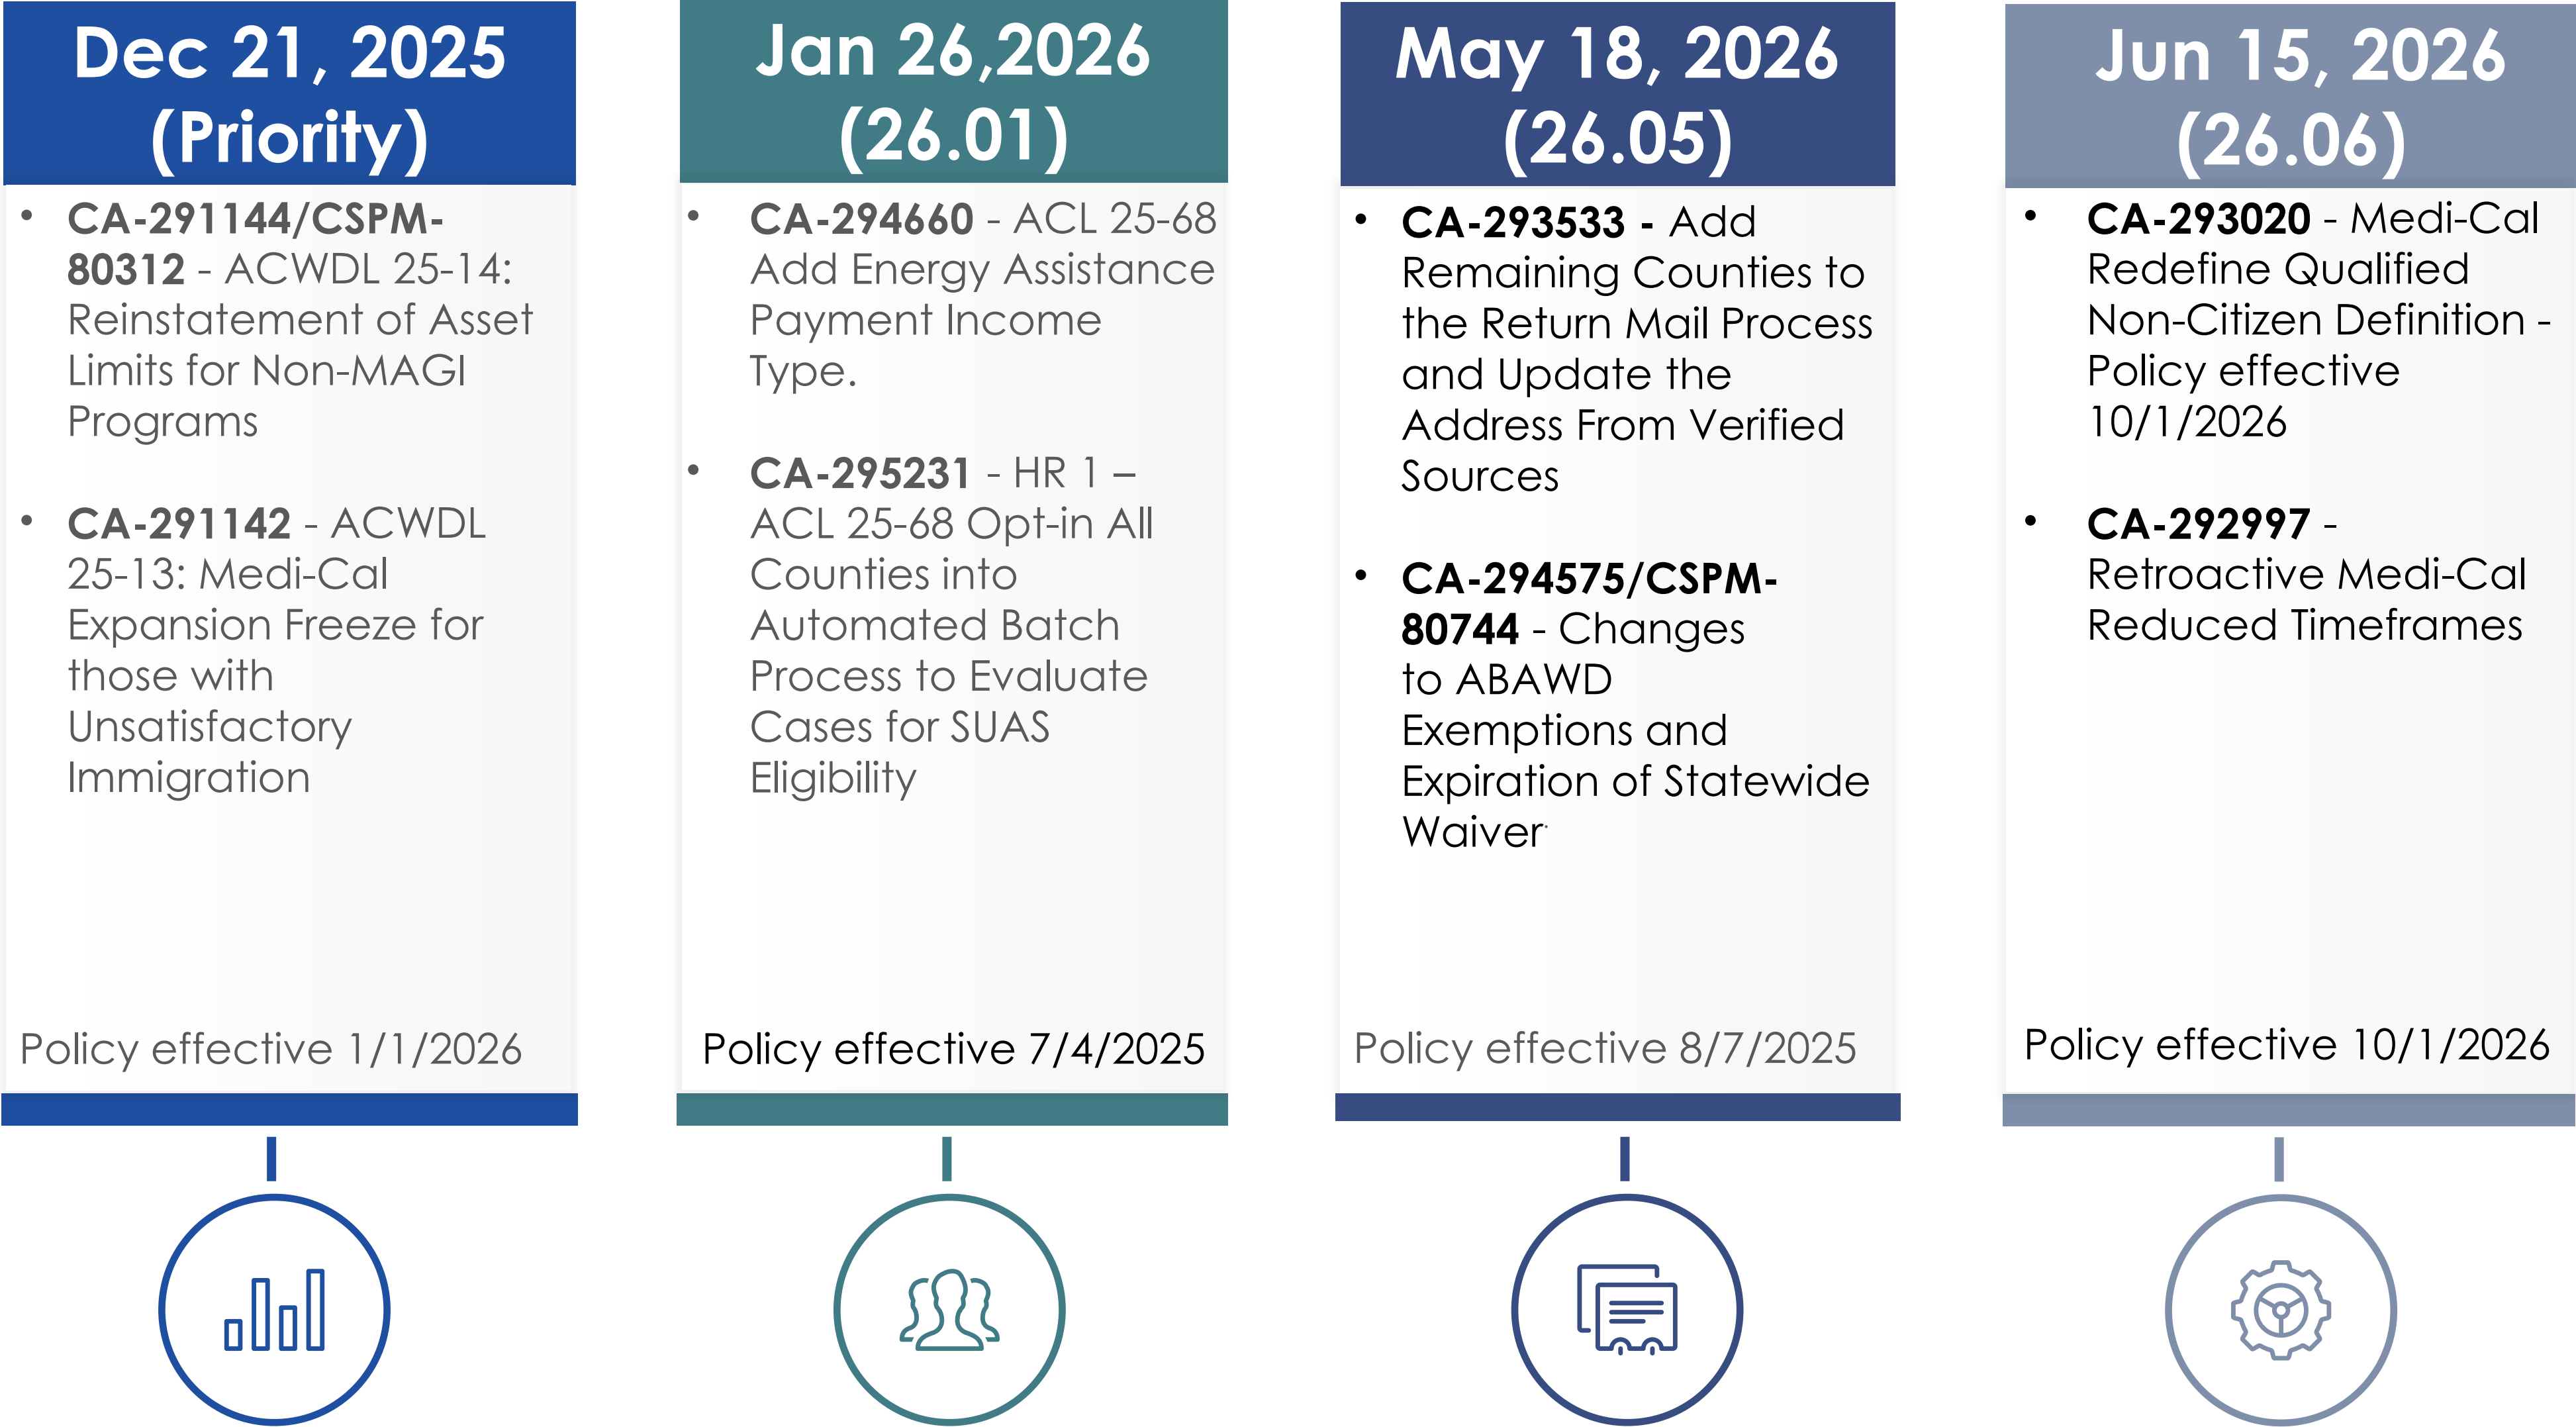 Dec 21, 2025
(Priority)
• CA-291144/CSPM-
80312 - ACWDL 25-14:
Reinstatement of Asset
Limits for Non-MAGI
Programs
• CA-291142 - ACWDL
25-13: Medi-Cal
Expansion Freeze for
those with
Unsatisfactory
Immigration
Policy effective 1/1/2026
Jan 26,2026
(26.01)
• CA-294660 - ACL 25-68
Add Energy Assistance
Payment Income
Type.
• CA-295231 - HR 1 –
ACL 25-68 Opt-in All
Counties into
Automated Batch
Process to Evaluate
Cases for SUAS
Eligibility
Policy effective 7/4/2025
May 18, 2026
(26.05)
• CA-293533 - Add
Remaining Counties to
the Return Mail Process
and Update the
Address From Verified
Sources
• CA-294575/CSPM-
80744 - Changes
to ABAWD
Exemptions and
Expiration of Statewide
Waiver.
Policy effective 8/7/2025
Jun 15, 2026
(26.06)
• CA-293020 - Medi-Cal
Redefine Qualified
Non-Citizen Definition -
Policy effective
10/1/2026
• CA-292997 -
Retroactive Medi-Cal
Reduced Timeframes
Policy effective 10/1/2026